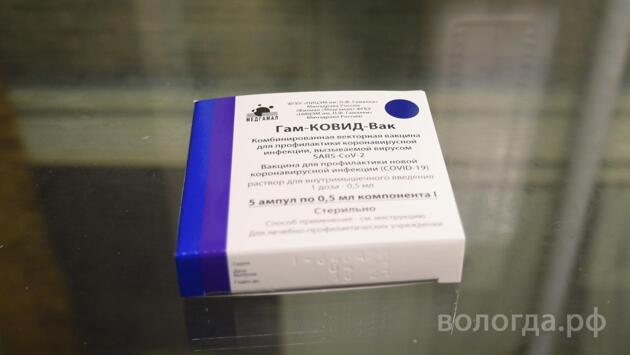 ФГБУ «НИЦЭМ им. Н.Ф. Гамалеи»
Минздрава России
(Филиал «Медгамал» ФГБУ
«НИЦЭМ им. Н.Ф. Гамалеи»
Минздрава России)
МЕДГАМАЛ
Гам-КОВИД-Вак
Комбинированная векторная вакцина
для профилактики коронавирусной
инфекции, вызываемой вирусом
SARS-CoV-2
Вакцина для профилактики новой
коронавирусной инфекции (COVID-19)
раствор для внутримышечного введения
1 доза - 0,5 мл
5 ампул по 0,5 мл компонента I
Стерильно
Способ применения - см. инструкцию
Для лечебно-профилактических учреждений
Серия
Дата
выпуска
Годен до
вологда.рф